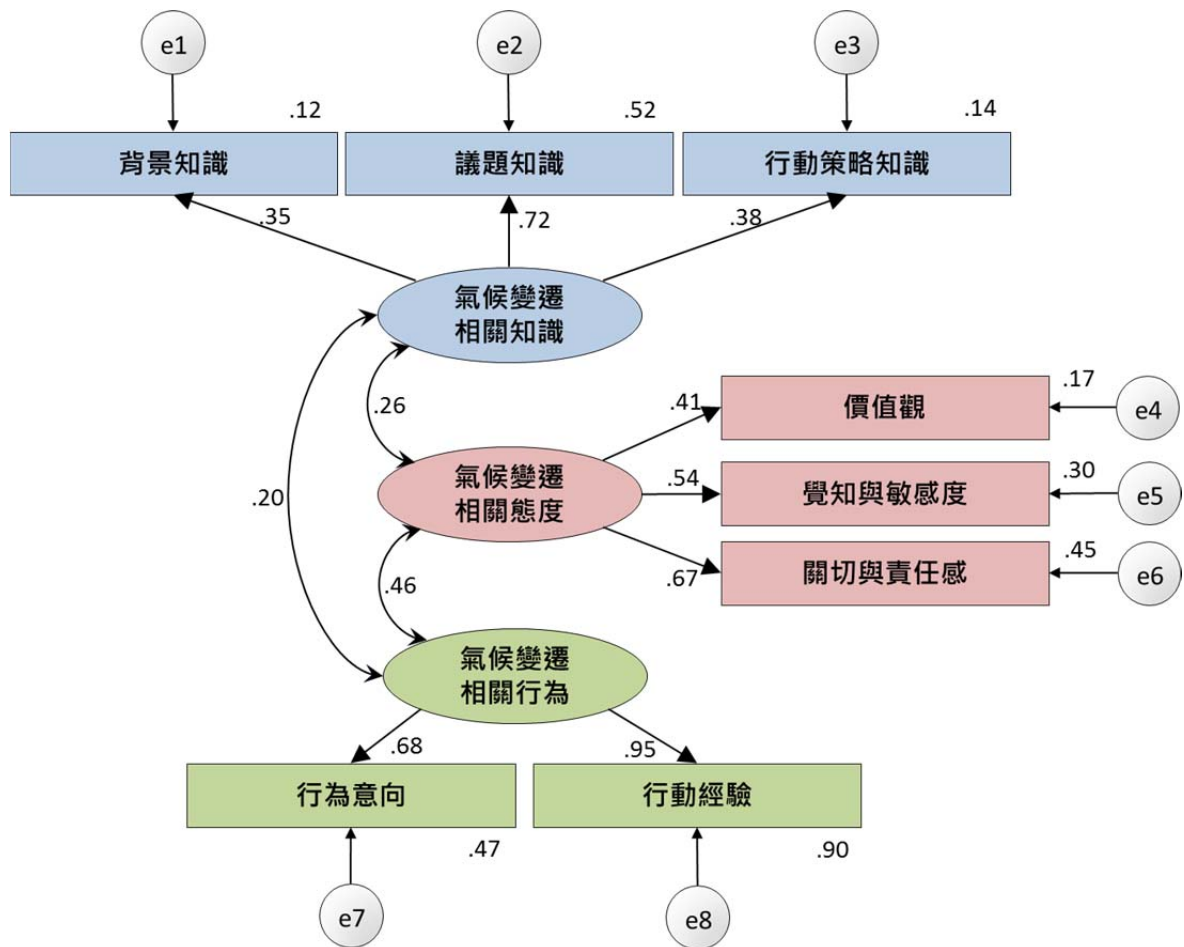 e1
e2
e3
.12
.52
.14
背景知識
議題知識
行動策略知識
.35
.72
.38
氣候變遷
相關知識
.26
.20
.41
價值觀
.17
e4
氣候變遷
相關態度
.54
覺知與敏感度
.30
e5
.67
關切與責任感
.45
e6
.46
氣候變遷
相關行為
.68
.95
行為意向
行動經驗
.47
.90
e7
e8